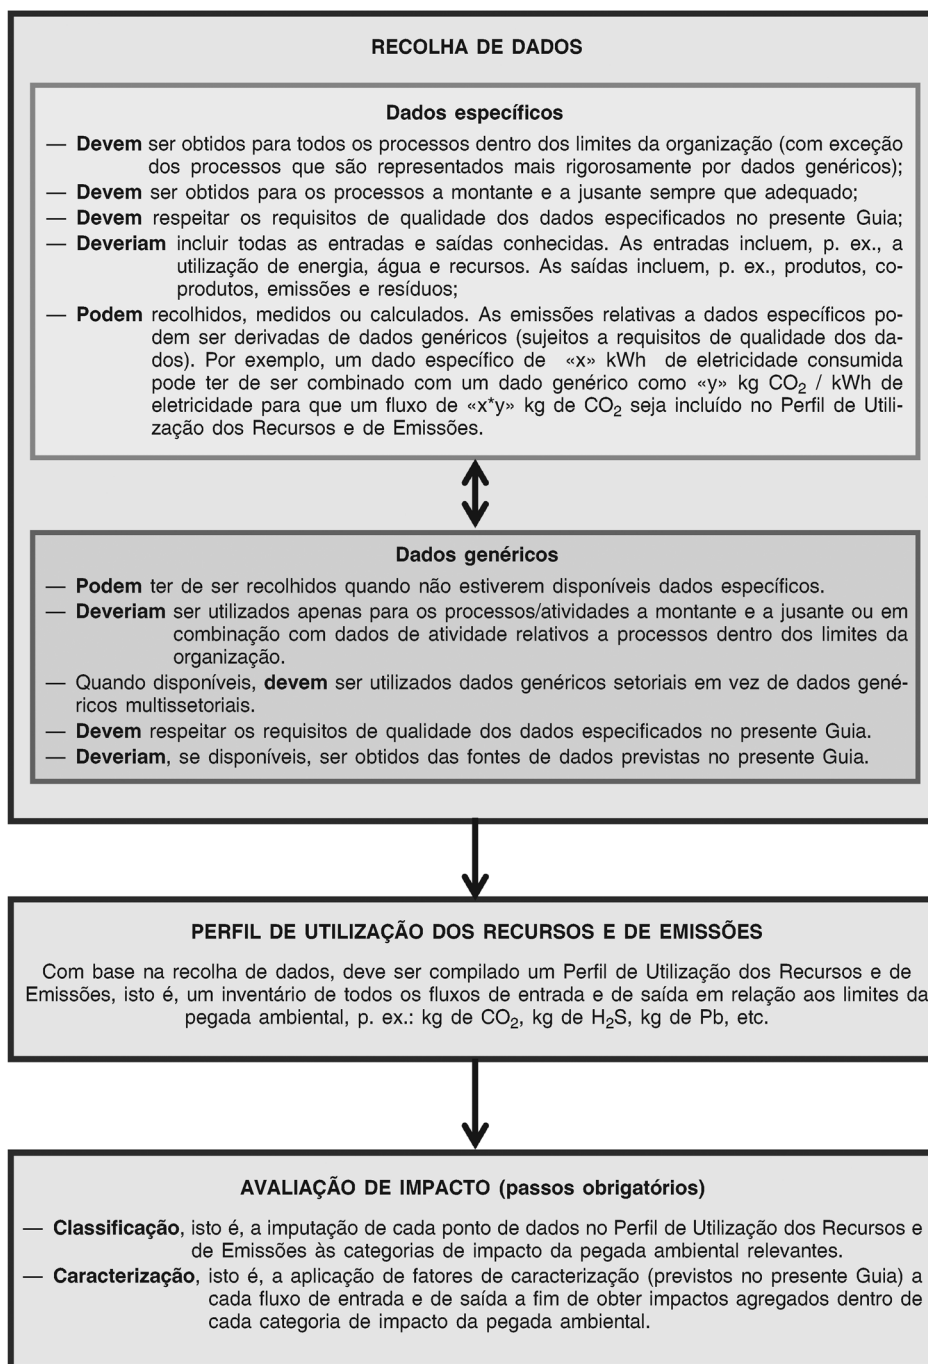 RECOLHA DE DADOS
Dados específicos
— Devem ser obtidos para todos os processos dentro dos limites da organização (com exceção
dos processos que são representados mais rigorosamente por dados genéricos);
— Devem ser obtidos para os processos a montante e a jusante sempre que adequado;
— Devem respeitar os requisitos de qualidade dos dados especificados no presente Guia;
— Deveriam incluir todas as entradas e saídas conhecidas. As entradas incluem, p. ex., a
utilização de energia, água e recursos. As saídas incluem, p. ex., produtos, co-
produtos, emissões e resíduos;
— Podem recolhidos, medidos ou calculados. As emissões relativas a dados específicos po-
dem ser derivadas de dados genéricos (sujeitos a requisitos de qualidade dos da-
dos). Por exemplo, um dado específico de «x» kWh de eletricidade consumida
pode ter de ser combinado com um dado genérico como «y» kg CO₂ / kWh de
eletricidade para que um fluxo de «x*y» kg de CO₂ seja incluído no Perfil de Utili-
zação dos Recursos e de Emissões.
Dados genéricos
— Podem ter de ser recolhidos quando não estiverem disponíveis dados específicos.
— Deveriam ser utilizados apenas para os processos/atividades a montante e a jusante ou em
combinação com dados de atividade relativos a processos dentro dos limites da
organização.
— Quando disponíveis, devem ser utilizados dados genéricos setoriais em vez de dados gené-
ricos multissetoriais.
— Devem respeitar os requisitos de qualidade dos dados especificados no presente Guia.
— Deveriam, se disponíveis, ser obtidos das fontes de dados previstas no presente Guia.
PERFIL DE UTILIZAÇÃO DOS RECURSOS E DE EMISSÕES
Com base na recolha de dados, deve ser compilado um Perfil de Utilização dos Recursos e de
Emissões, isto é, um inventário de todos os fluxos de entrada e de saída em relação aos limites da
pegada ambiental, p. ex.: kg de CO₂, kg de H₂S, kg de Pb, etc.
AVALIAÇÃO DE IMPACTO (passos obrigatórios)
— Classificação, isto é, a imputação de cada ponto de dados no Perfil de Utilização dos Recursos e
de Emissões às categorias de impacto da pegada ambiental relevantes.
— Caracterização, isto é, a aplicação de fatores de caracterização (previstos no presente Guia) a
cada fluxo de entrada e de saída a fim de obter impactos agregados dentro de
cada categoria de impacto da pegada ambiental.